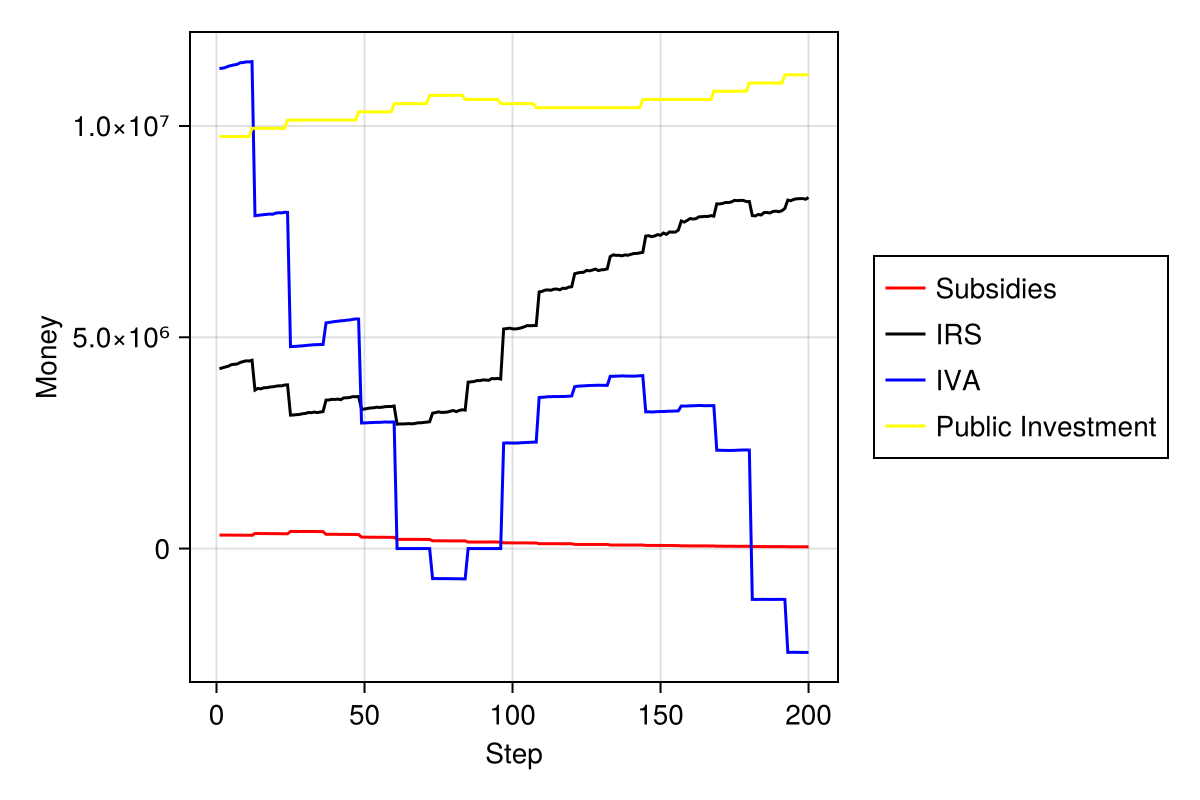 1.0×10⁷
5.0×10⁶
0
Money
0 50 100 150 200
Step
Subsidies
IRS
IVA
Public Investment